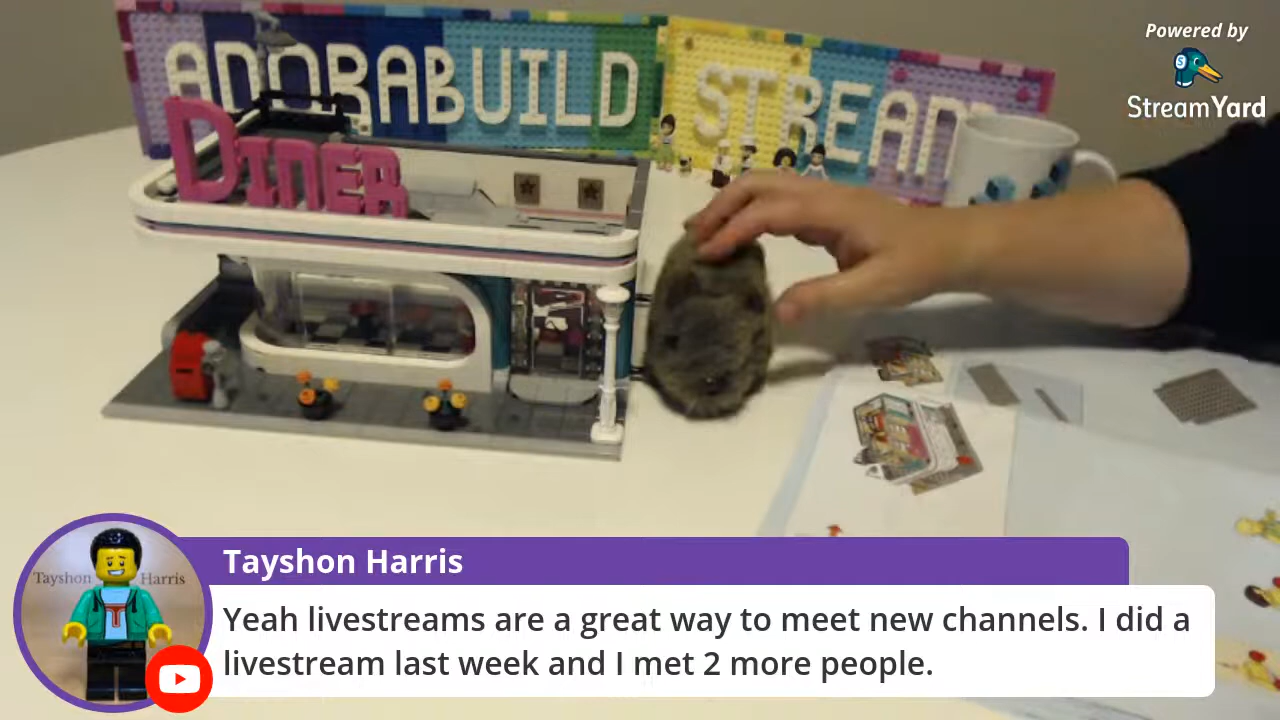 Powered by
StreamYard
ADORABUILD
STREAM
DINER
Tayshon Harris
Tayshon Harris
Yeah livestreams are a great way to meet new channels. I did a
livestream last week and I met 2 more people.